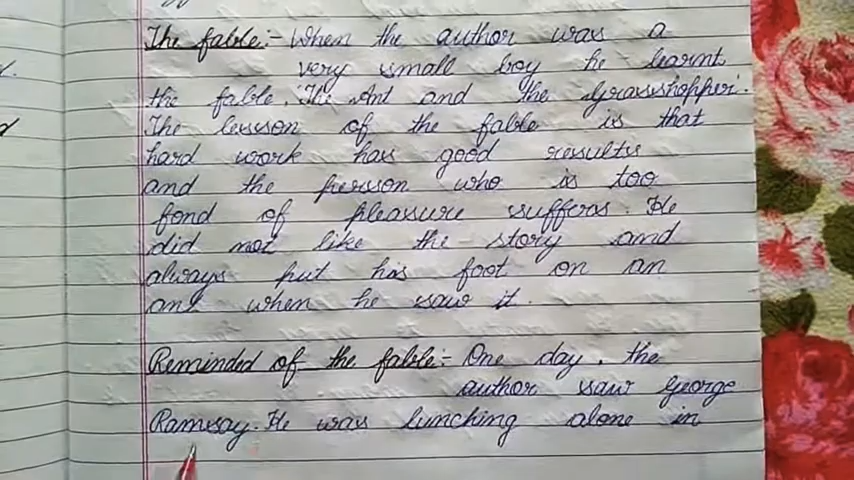 The fable:- When the author was a
very small boy he learnt
the fable. 'The Ant and the Grasshopper'.
The lesson of the fable is that
hard work has good results
and the person who is too
fond of pleasure suffers. He
did not like the story and
always put his foot on an
ant when he saw it.
Reminded of the fable:- One day, the
author saw George
Ramsay. He was lunching alone in